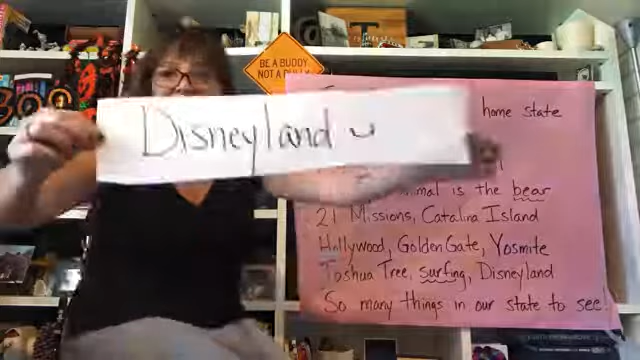 BE A BUDDY
NOT A BULLY
BOO
Disneyland
home state
is the bear
21 Missions, Catalina Island
Hollywood, Golden Gate, Yosmite
Joshua Tree, surfing, Disneyland
So many things in our state to see!